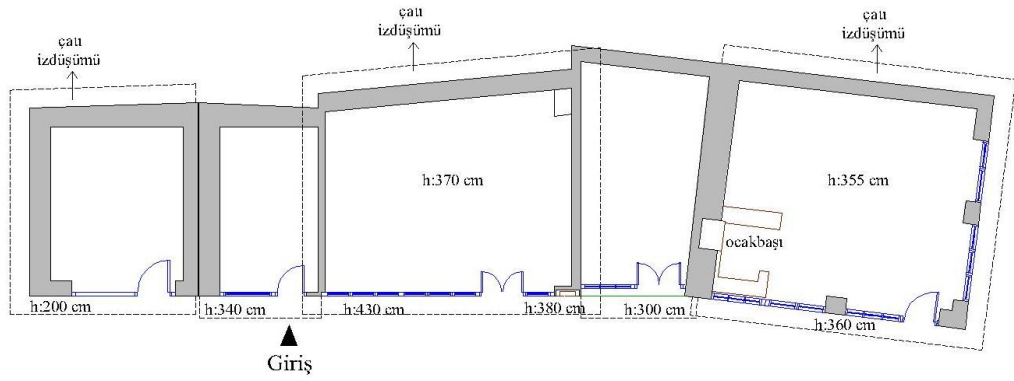 çatı
izdüşümü
çatı
izdüşümü
çatı
izdüşümü
h:370 cm
h:355 cm
ocakbaşı
h:200 cm
h:340 cm
h:430 cm
h:380 cm
h:300 cm
h:360 cm
Giriş